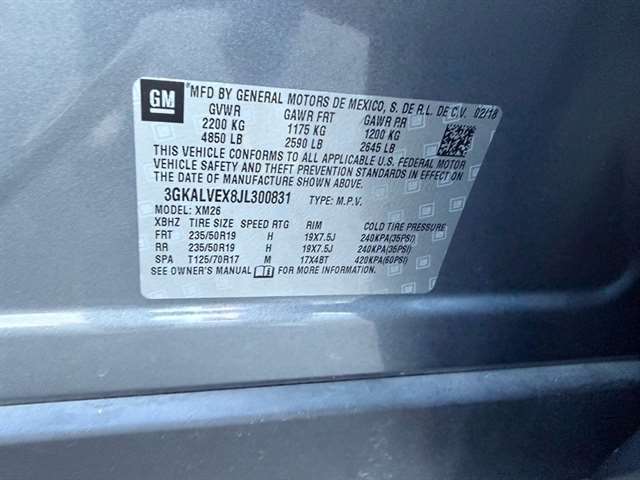 GM
*MFD BY GENERAL MOTORS DE MEXICO, S. DE R.L. DE C.V. 02/18
GVWR GAWR FRT GAWR RR
2200 KG 1175 KG 1200 KG
4850 LB 2590 LB 2645 LB
THIS VEHICLE CONFORMS TO ALL APPLICABLE U.S. FEDERAL MOTOR
VEHICLE SAFETY AND THEFT PREVENTION STANDARDS IN EFFECT ON
THE DATE OF MANUFACTURE SHOWN ABOVE.
3GKALVEX8JL300831 TYPE: M.P.V.
MODEL: XM26
XBHZ TIRE SIZE SPEED RTG RIM COLD TIRE PRESSURE
FRT 235/50R19 H 19X7.5J 240KPA(35PSI)
RR 235/50R19 H 19X7.5J 240KPA(35PSI)
SPA T125/70R17 M 17X4BT 420KPA(60PSI)
SEE OWNER'S MANUAL FOR MORE INFORMATION.